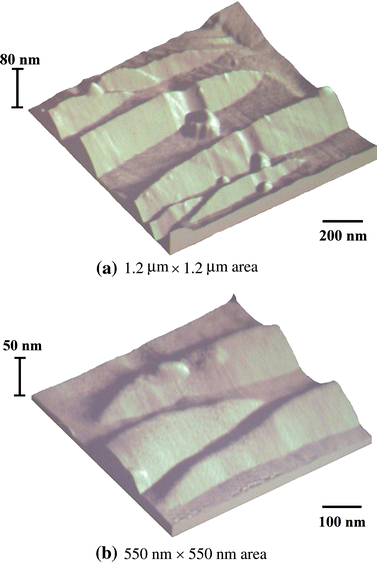 80 nm
200 nm
(a) 1.2 μm × 1.2 μm area
50 nm
100 nm
(b) 550 nm × 550 nm area